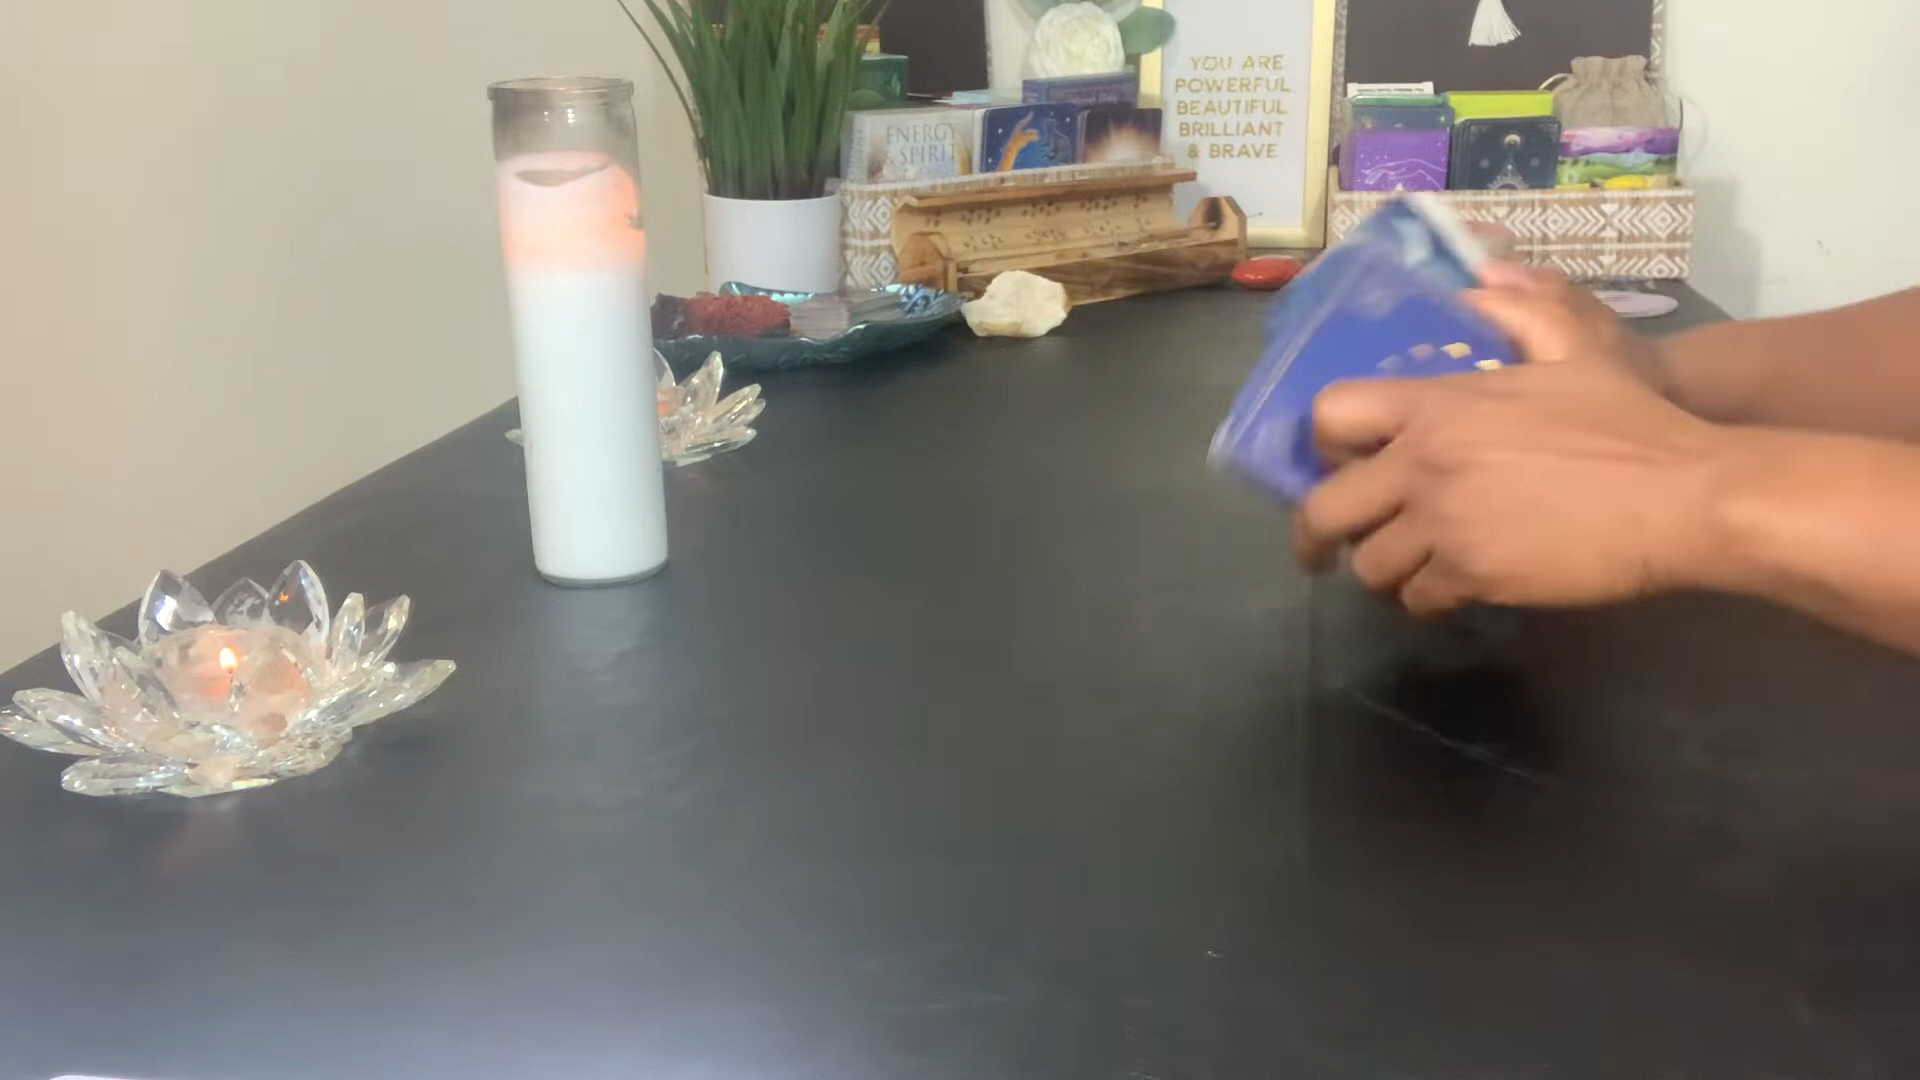 ENERGY
& SPIRIT
YOU ARE
POWERFUL
BEAUTIFUL
BRILLIANT
& BRAVE